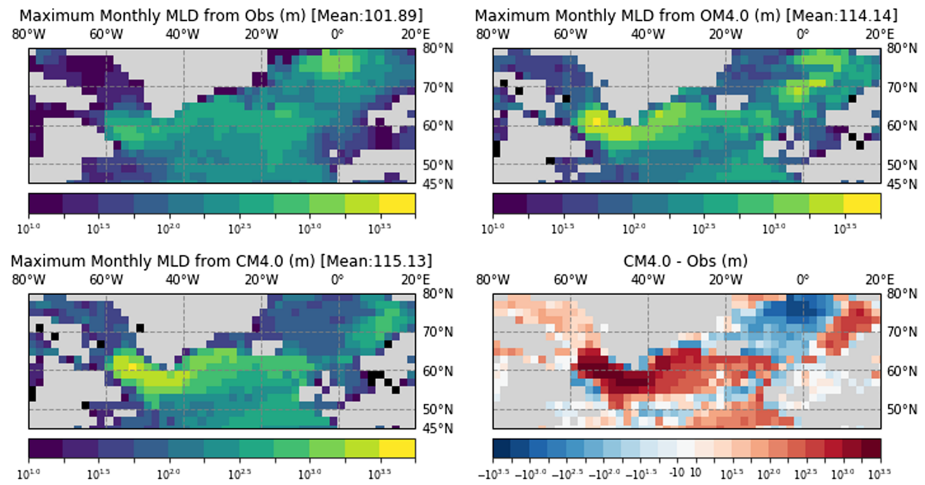 Maximum Monthly MLD from Obs (m) [Mean:101.89]
80°W 60°W 40°W 20°W 0° 20°E
80°N
70°N
60°N
50°N
45°N
10^1.0 10^1.5 10^2.0 10^2.5 10^3.0 10^3.5
Maximum Monthly MLD from OM4.0 (m) [Mean:114.14]
80°W 60°W 40°W 20°W 0° 20°E
80°N
70°N
60°N
50°N
45°N
10^1.0 10^1.5 10^2.0 10^2.5 10^3.0 10^3.5
Maximum Monthly MLD from CM4.0 (m) [Mean:115.13]
80°W 60°W 40°W 20°W 0° 20°E
80°N
70°N
60°N
50°N
45°N
10^1.0 10^1.5 10^2.0 10^2.5 10^3.0 10^3.5
CM4.0 - Obs (m)
80°W 60°W 40°W 20°W 0° 20°E
80°N
70°N
60°N
50°N
45°N
−10^3.5 −10^3.0 −10^2.5 −10^2.0 −10^1.5 -10 10 10^1.5 10^2.0 10^2.5 10^3.0 10^3.5